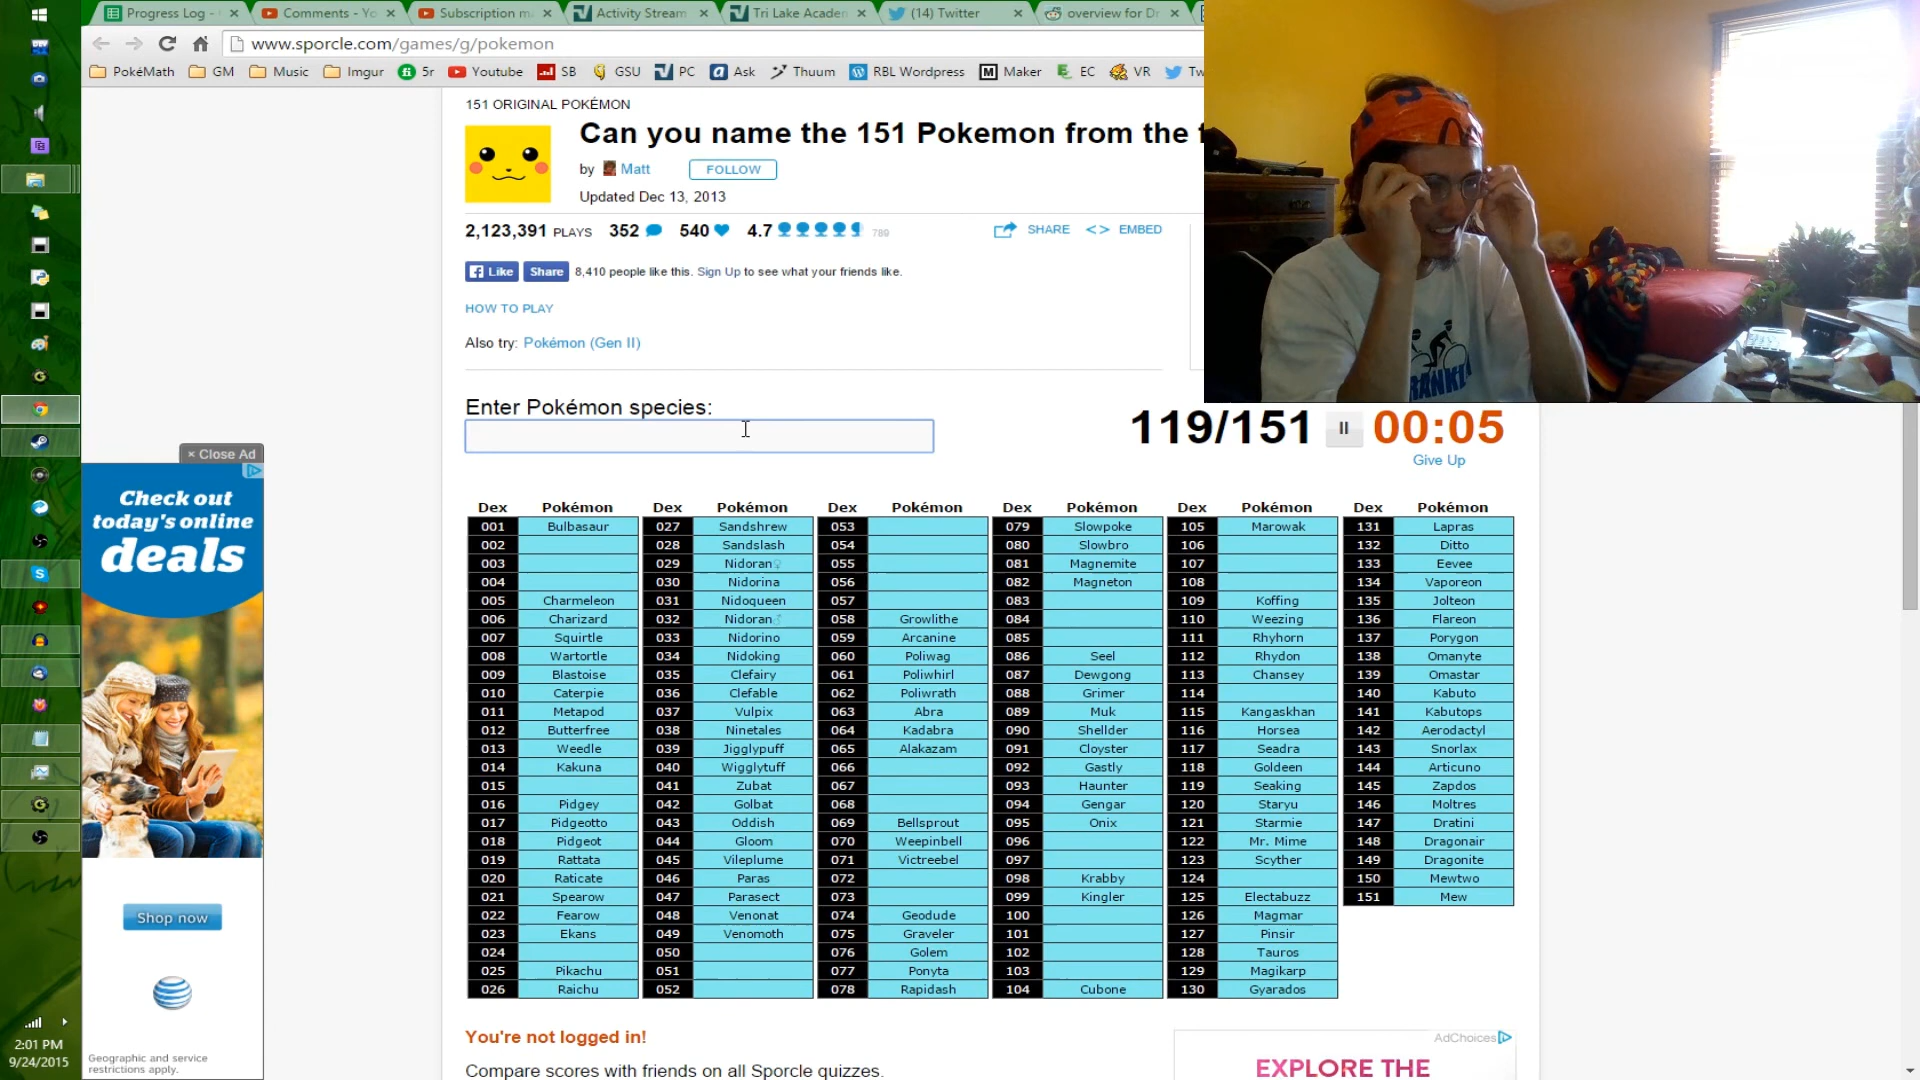 Progress Log -
Comments - Yo
Subscription m
Activity Stream
Tri Lake Acaden
(14) Twitter
overview for Dr
www.sporcle.com/games/g/pokemon
PokéMath GM Music Imgur 5r Youtube SB GSU PC Ask Thuum RBL Wordpress Maker EC VR Tw
151 ORIGINAL POKÉMON
Can you name the 151 Pokemon from the
by Matt FOLLOW
Updated Dec 13, 2013
2,123,391 PLAYS 352 540 4.7 789
SHARE <> EMBED
Like Share 8,410 people like this. Sign Up to see what your friends like.
HOW TO PLAY
Also try: Pokémon (Gen II)
Enter Pokémon species:
119/151 00:05
Give Up
Dex Pokémon Dex Pokémon Dex Pokémon Dex Pokémon Dex Pokémon Dex Pokémon
001 Bulbasaur 027 Sandshrew 053 079 Slowpoke 105 Marowak 131 Lapras
002 028 Sandslash 054 080 Slowbro 106 132 Ditto
003 029 Nidoran♀ 055 081 Magnemite 107 133 Eevee
004 030 Nidorina 056 082 Magneton 108 134 Vaporeon
005 Charmeleon 031 Nidoqueen 057 083 109 Koffing 135 Jolteon
006 Charizard 032 Nidoran♂ 058 Growlithe 084 110 Weezing 136 Flareon
007 Squirtle 033 Nidorino 059 Arcanine 085 111 Rhyhorn 137 Porygon
008 Wartortle 034 Nidoking 060 Poliwag 086 Seel 112 Rhydon 138 Omanyte
009 Blastoise 035 Clefairy 061 Poliwhirl 087 Dewgong 113 Chansey 139 Omastar
010 Caterpie 036 Clefable 062 Poliwrath 088 Grimer 114 140 Kabuto
011 Metapod 037 Vulpix 063 Abra 089 Muk 115 Kangaskhan 141 Kabutops
012 Butterfree 038 Ninetales 064 Kadabra 090 Shellder 116 Horsea 142 Aerodactyl
013 Weedle 039 Jigglypuff 065 Alakazam 091 Cloyster 117 Seadra 143 Snorlax
014 Kakuna 040 Wigglytuff 066 092 Gastly 118 Goldeen 144 Articuno
015 041 Zubat 067 093 Haunter 119 Seaking 145 Zapdos
016 Pidgey 042 Golbat 068 094 Gengar 120 Staryu 146 Moltres
017 Pidgeotto 043 Oddish 069 Bellsprout 095 Onix 121 Starmie 147 Dratini
018 Pidgeot 044 Gloom 070 Weepinbell 096 122 Mr. Mime 148 Dragonair
019 Rattata 045 Vileplume 071 Victreebel 097 123 Scyther 149 Dragonite
020 Raticate 046 Paras 072 098 Krabby 124 150 Mewtwo
021 Spearow 047 Parasect 073 099 Kingler 125 Electabuzz 151 Mew
022 Fearow 048 Venonat 074 Geodude 100 126 Magmar
023 Ekans 049 Venomoth 075 Graveler 101 127 Pinsir
024 050 076 Golem 102 128 Tauros
025 Pikachu 051 077 Ponyta 103 129 Magikarp
026 Raichu 052 078 Rapidash 104 Cubone 130 Gyarados
You're not logged in!
Compare scores with friends on all Sporcle quizzes.
AdChoices
EXPLORE THE
× Close Ad
Check out
today's online
deals
Shop now
at&t
Geographic and service
restrictions apply.
2:01 PM
9/24/2015